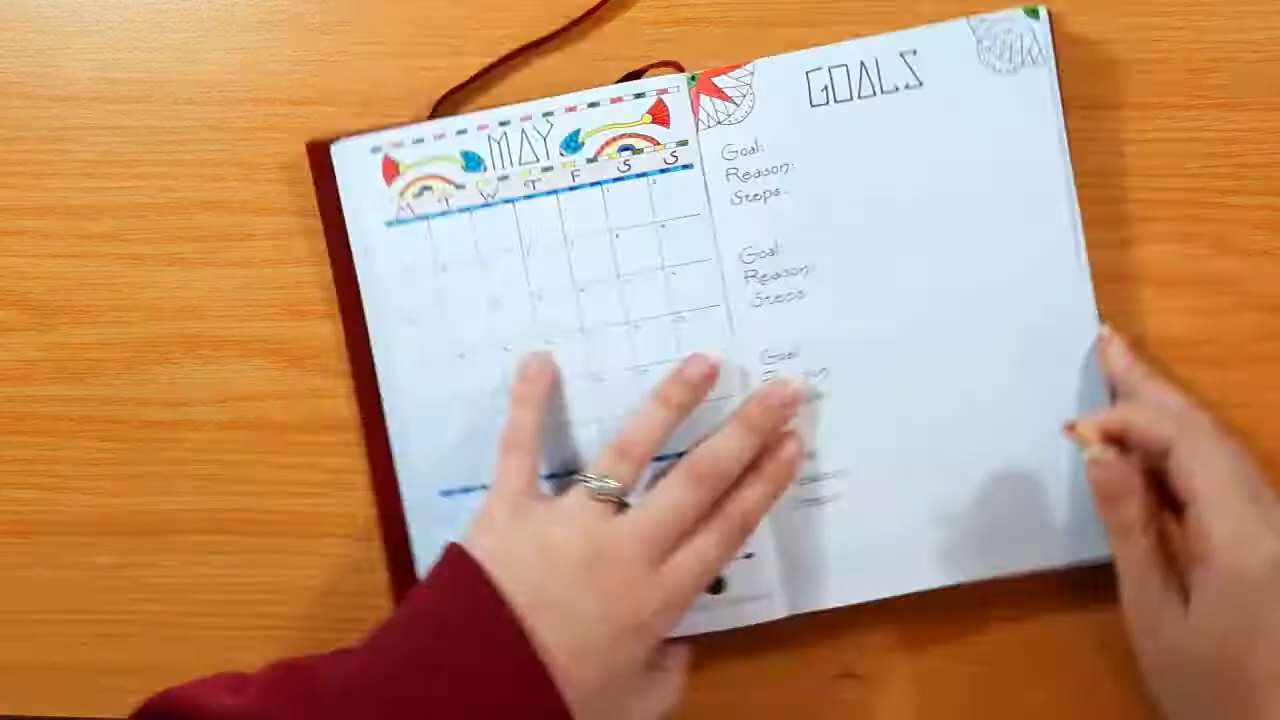 MAY
M T W T F S S
GOALS
Goal:
Reason:
Steps:
Goal:
Reason:
Steps
Goal